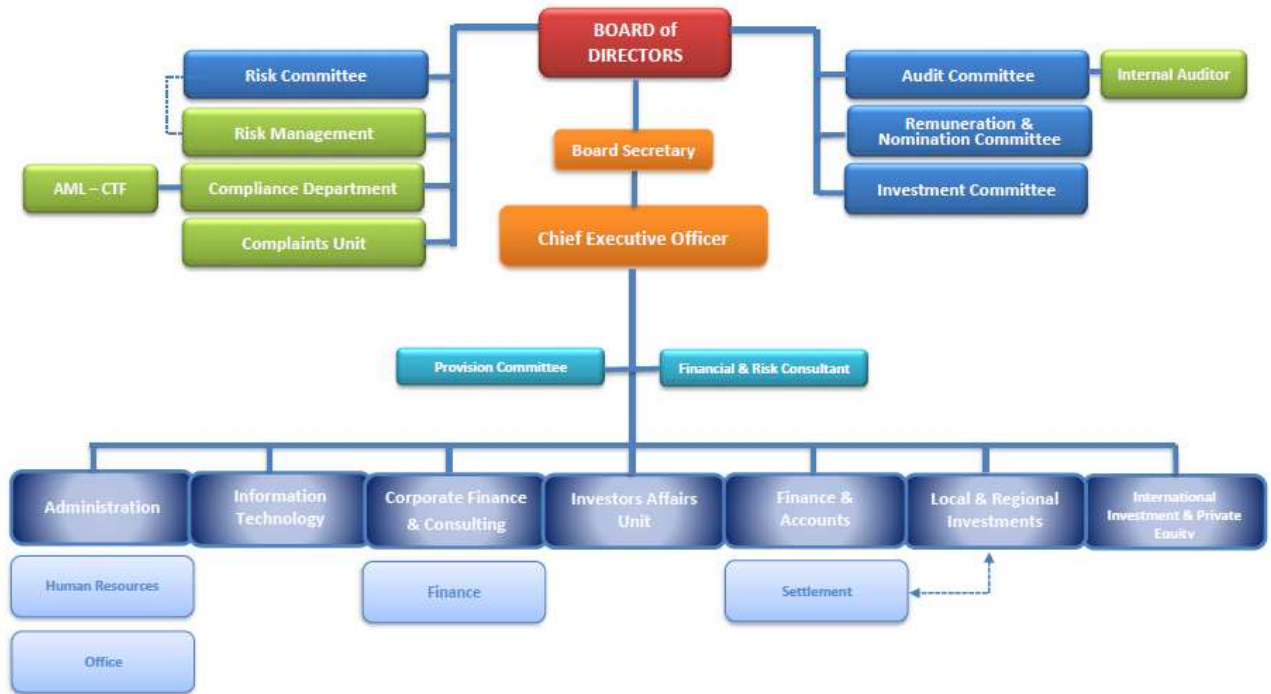 BOARD of
DIRECTORS
Risk Committee
Audit Committee
Internal Auditor
Risk Management
Remuneration &
Nomination Committee
Board Secretary
AML – CTF
Compliance Department
Investment Committee
Complaints Unit
Chief Executive Officer
Provision Committee
Financial & Risk Consultant
Administration
Information
Technology
Corporate Finance
& Consulting
Investors Affairs
Unit
Finance &
Accounts
Local & Regional
Investments
International
Investment & Private
Equity
Human Resources
Finance
Settlement
Office